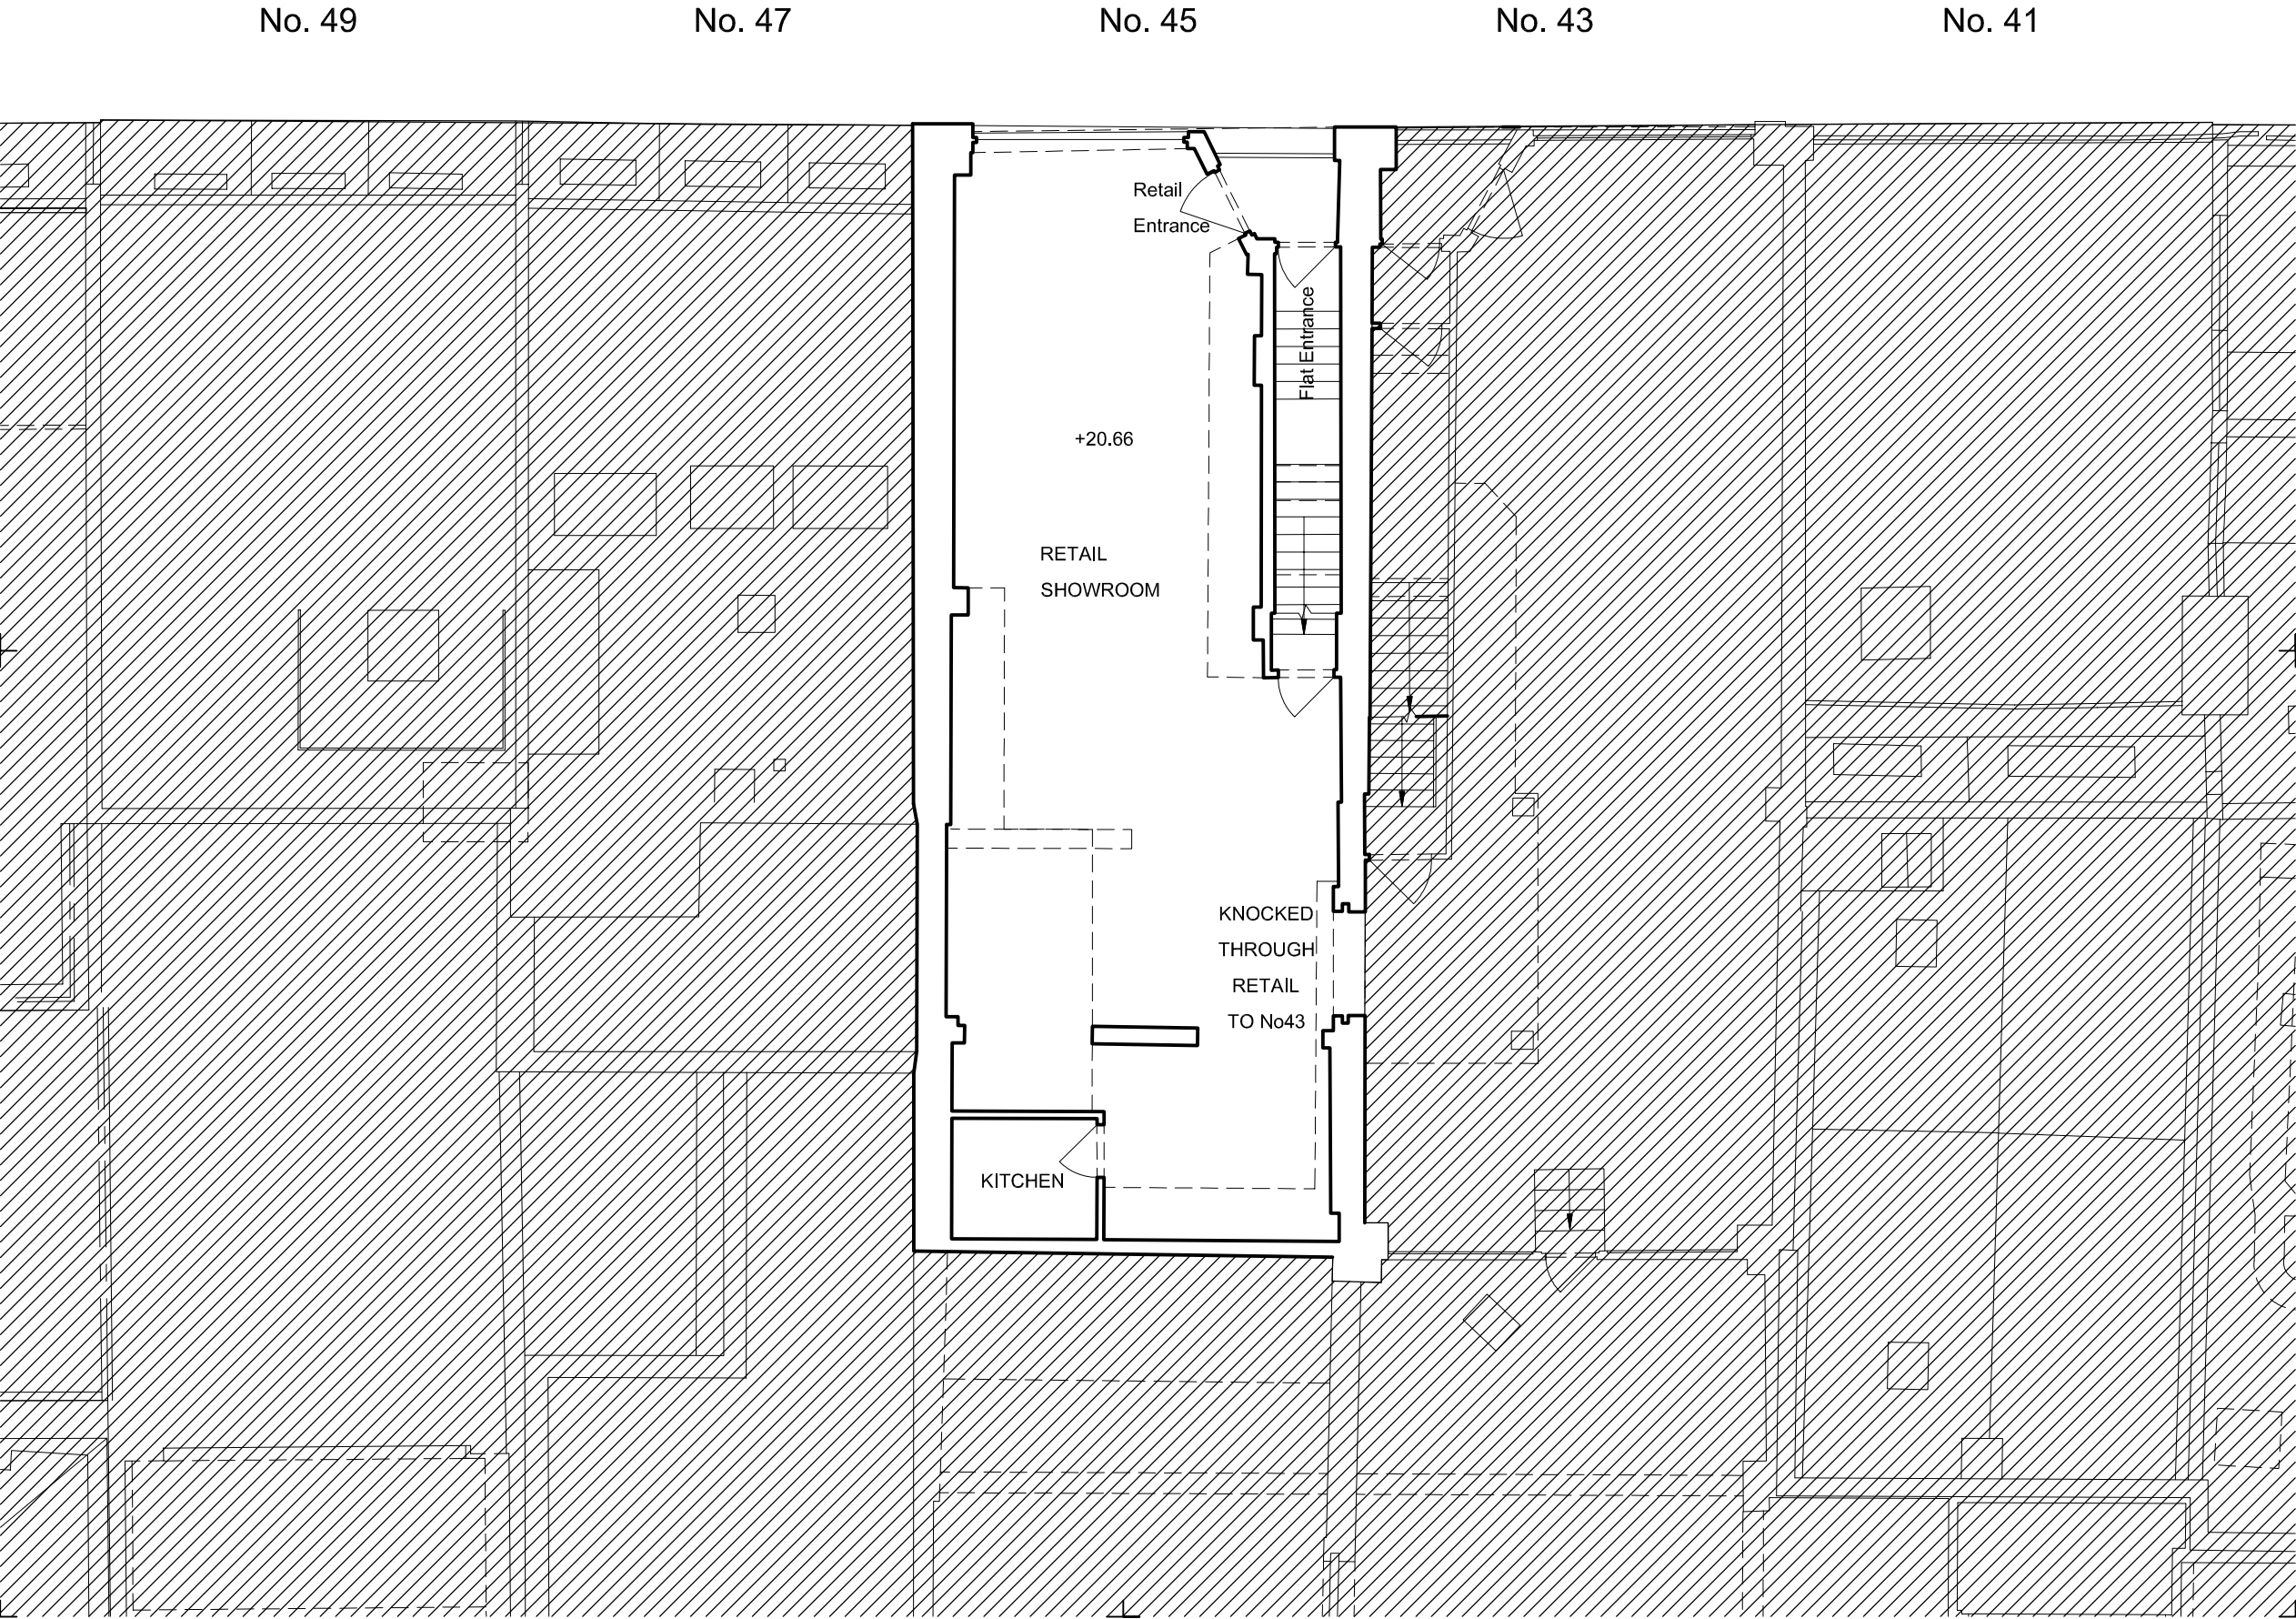 No. 49
No. 47
No. 45
No. 43
No. 41
Retail
Entrance
Flat Entrance
+20.66
RETAIL
SHOWROOM
KNOCKED
THROUGH
RETAIL
TO No43
KITCHEN